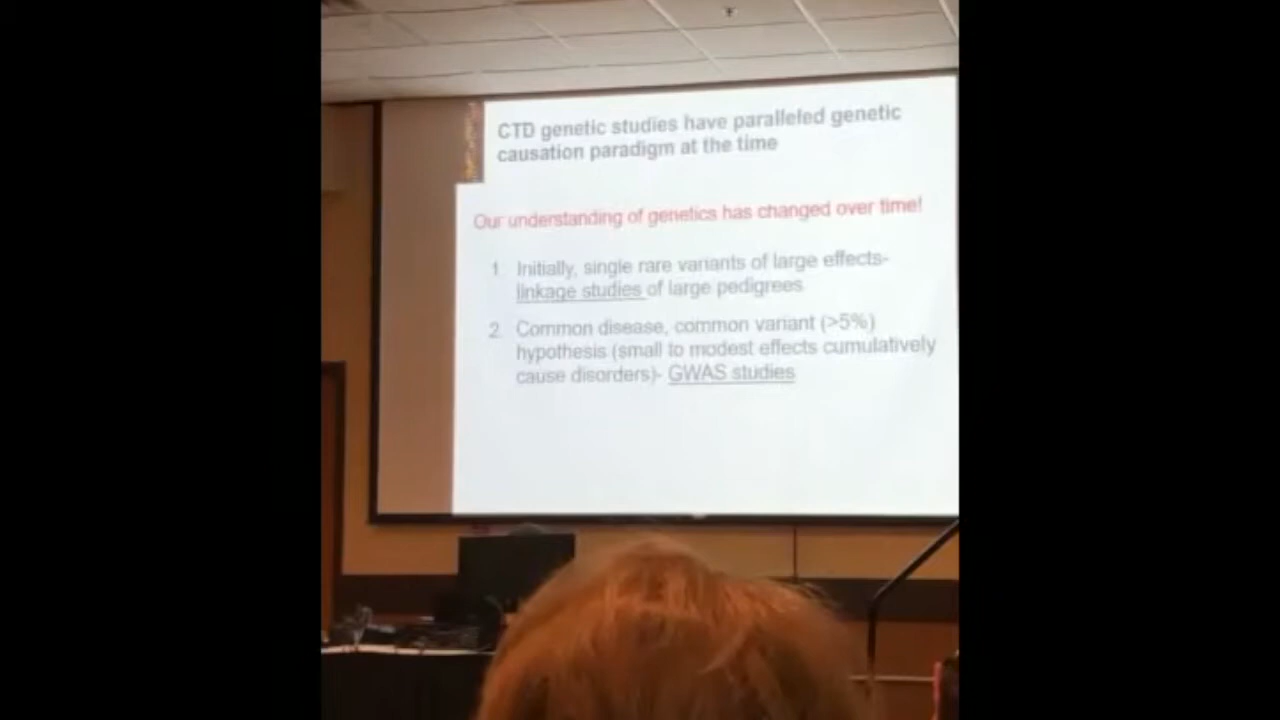 CTD genetic studies have paralleled genetic
causation paradigm at the time
Our understanding of genetics has changed over time!
1. Initially, single rare variants of large effects-
linkage studies of large pedigrees
2. Common disease, common variant (>5%)
hypothesis (small to modest effects cumulatively
cause disorders)- GWAS studies